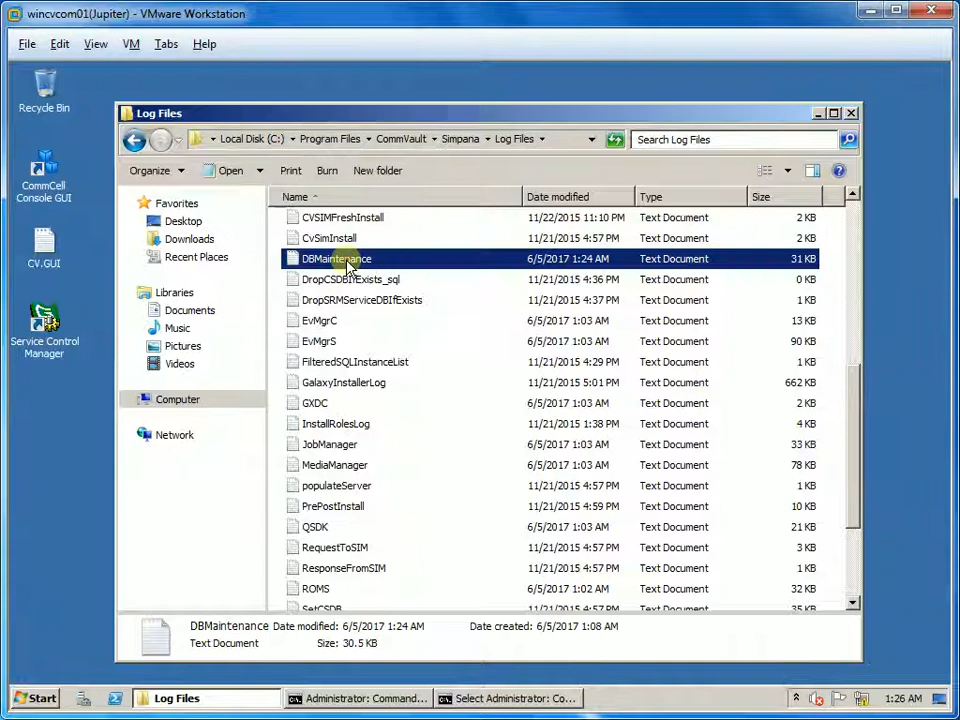 wincvcom01(Jupiter) - VMware Workstation
File Edit View VM Tabs Help
Recycle Bin
CommCell
Console GUI
CV.GUI
Service Control
Manager
Log Files
Local Disk (C:) Program Files CommVault Simpana Log Files Search Log Files
Organize Open Print Burn New folder
Favorites
Desktop
Downloads
Recent Places
Libraries
Documents
Music
Pictures
Videos
Computer
Network
Name Date modified Type Size
CVSIMFreshInstall 11/22/2015 11:10 PM Text Document 2 KB
CvSimInstall 11/21/2015 4:57 PM Text Document 2 KB
DBMaintenance 6/5/2017 1:24 AM Text Document 31 KB
DropCSDBIfExists_sql 11/21/2015 4:36 PM Text Document 0 KB
DropSRMServiceDBIfExists 11/21/2015 4:37 PM Text Document 1 KB
EvMgrC 6/5/2017 1:03 AM Text Document 13 KB
EvMgrS 6/5/2017 1:03 AM Text Document 90 KB
FilteredSQLInstanceList 11/21/2015 4:29 PM Text Document 1 KB
GalaxyInstallerLog 11/21/2015 5:01 PM Text Document 662 KB
GXDC 6/5/2017 1:03 AM Text Document 2 KB
InstallRolesLog 11/21/2015 1:38 PM Text Document 4 KB
JobManager 6/5/2017 1:03 AM Text Document 33 KB
MediaManager 6/5/2017 1:03 AM Text Document 78 KB
populateServer 11/21/2015 4:57 PM Text Document 1 KB
PrePostInstall 11/21/2015 4:59 PM Text Document 10 KB
QSDK 6/5/2017 1:03 AM Text Document 21 KB
RequestToSIM 11/21/2015 4:57 PM Text Document 3 KB
ResponseFromSIM 11/21/2015 4:57 PM Text Document 1 KB
ROMS 6/5/2017 1:02 AM Text Document 32 KB
SetCSDB 11/21/2015 4:57 PM Text Document 35 KB
DBMaintenance Date modified: 6/5/2017 1:24 AM Date created: 6/5/2017 1:08 AM
Text Document Size: 30.5 KB
Start Log Files Administrator: Command... Select Administrator: Co... 1:26 AM